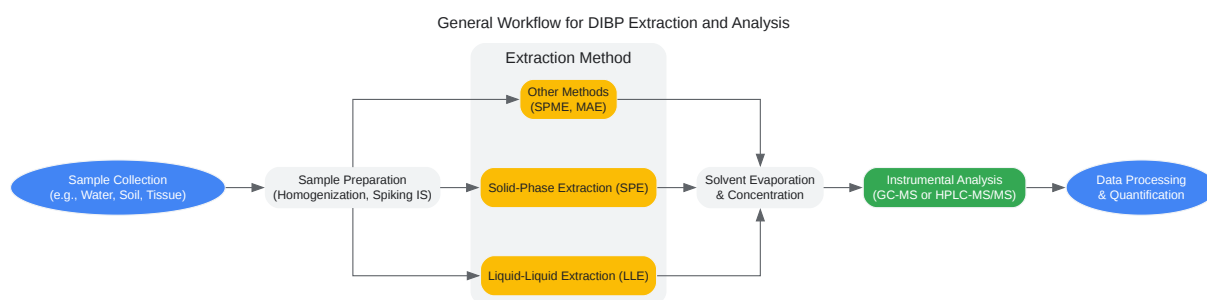 General Workflow for DIBP Extraction and Analysis
Extraction Method
Other Methods
(SPME, MAE)
Sample Collection
(e.g., Water, Soil, Tissue)
Sample Preparation
(Homogenization, Spiking IS)
Solid-Phase Extraction (SPE)
Solvent Evaporation
& Concentration
Instrumental Analysis
(GC-MS or HPLC-MS/MS)
Data Processing
& Quantification
Liquid-Liquid Extraction (LLE)